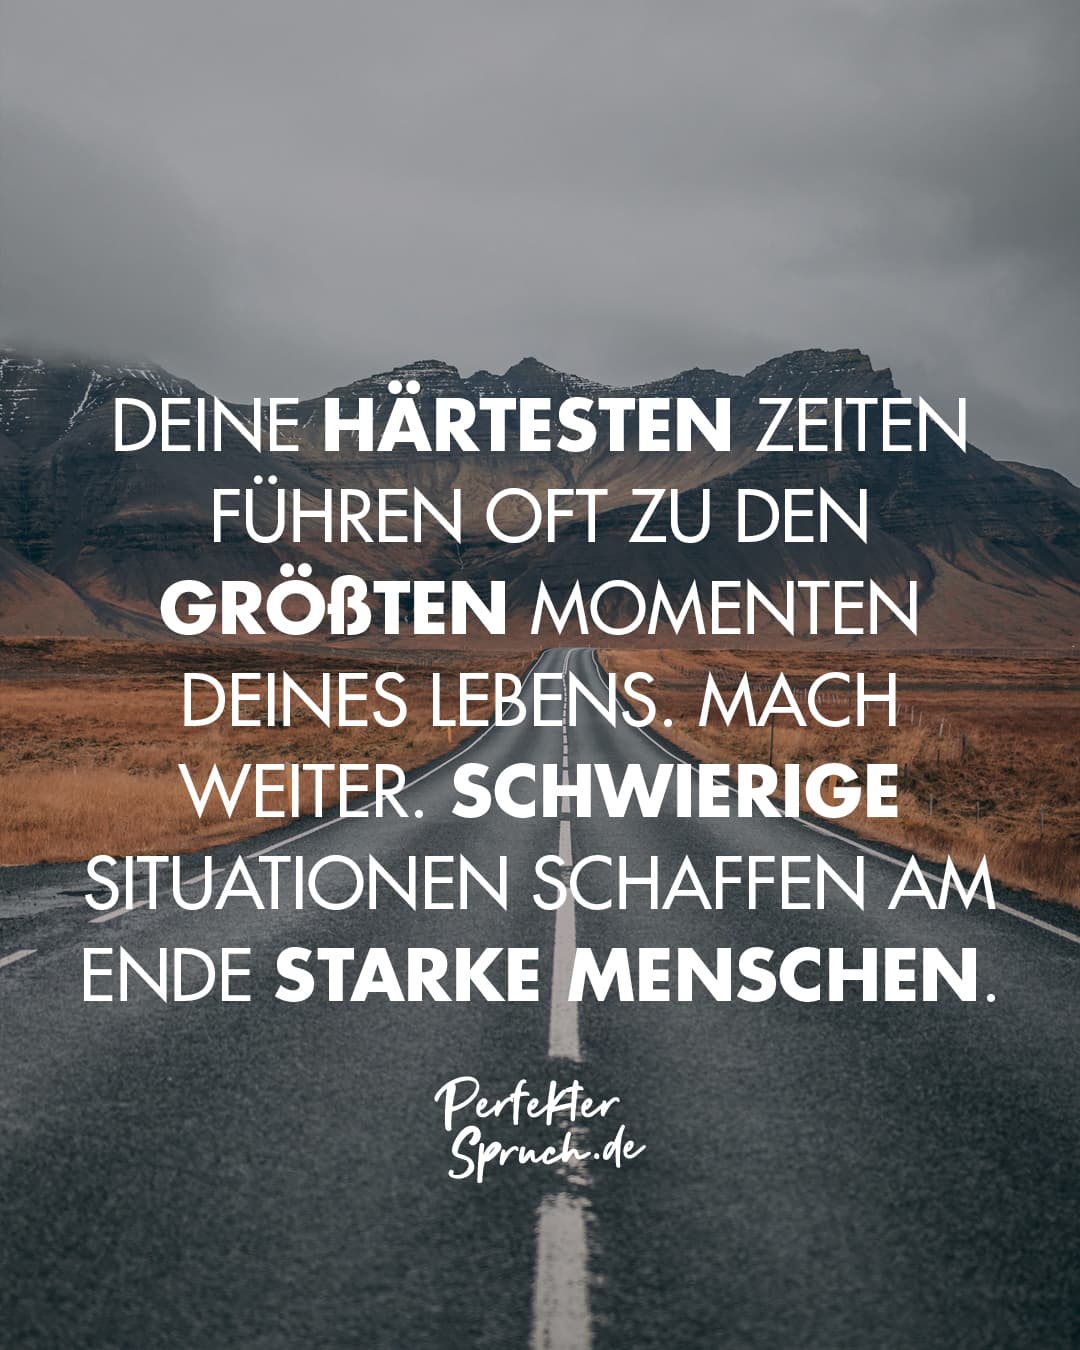 DEINE HÄRTESTEN ZEITEN
FÜHREN OFT ZU DEN
GRÖßTEN MOMENTEN
DEINES LEBENS. MACH
WEITER. SCHWIERIGE
SITUATIONEN SCHAFFEN AM
ENDE STARKE MENSCHEN.
Perfekter
Spruch.de